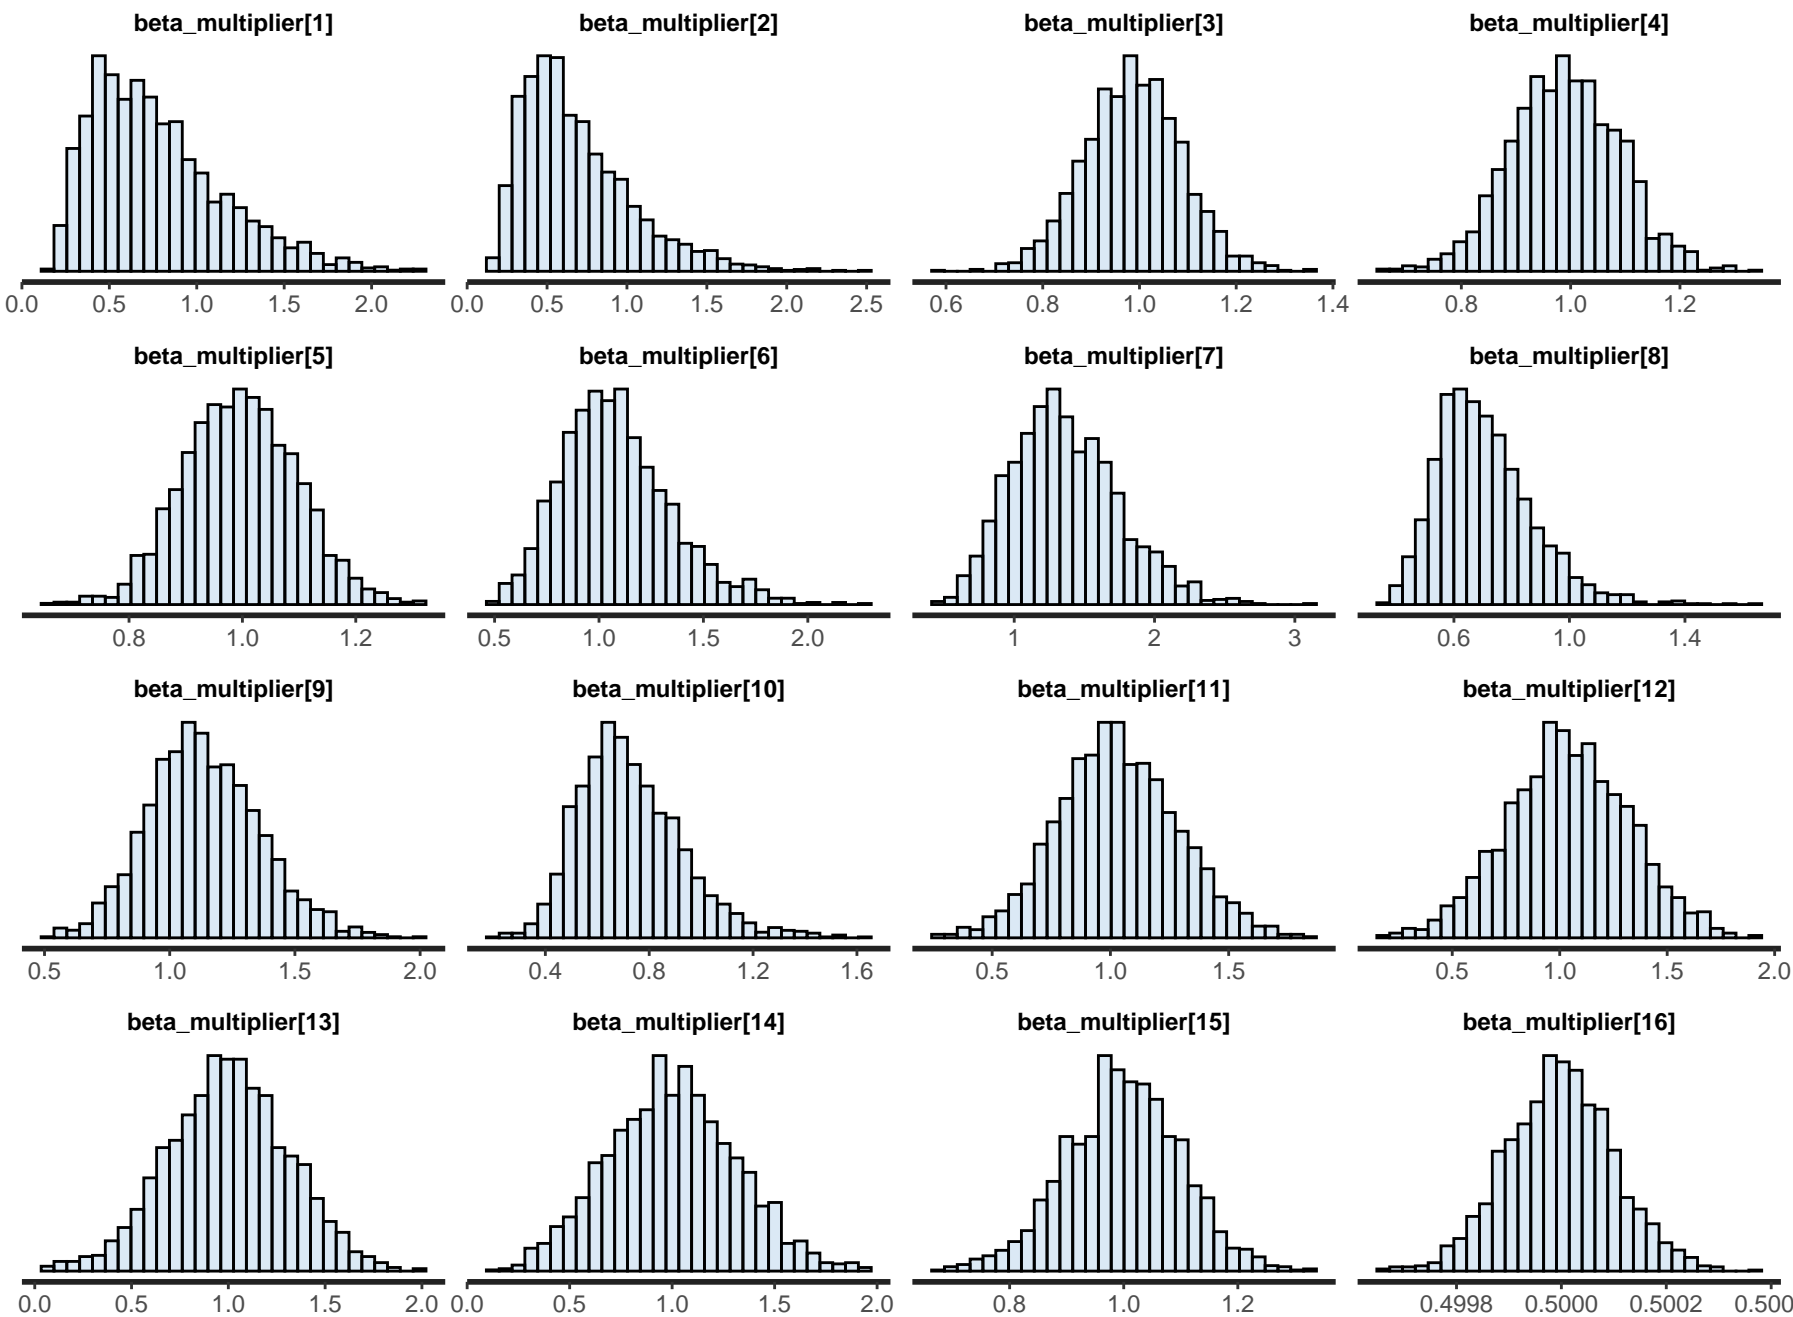 beta_multiplier[1] beta_multiplier[2] beta_multiplier[3] beta_multiplier[4]
0.0 0.5 1.0 1.5 2.0 0.0 0.5 1.0 1.5 2.0 2.5 0.6 0.8 1.0 1.2 1.4 0.8 1.0 1.2
beta_multiplier[5] beta_multiplier[6] beta_multiplier[7] beta_multiplier[8]
0.8 1.0 1.2 0.5 1.0 1.5 2.0 1 2 3 0.6 1.0 1.4
beta_multiplier[9] beta_multiplier[10] beta_multiplier[11] beta_multiplier[12]
0.5 1.0 1.5 2.0 0.4 0.8 1.2 1.6 0.5 1.0 1.5 0.5 1.0 1.5 2.0
beta_multiplier[13] beta_multiplier[14] beta_multiplier[15] beta_multiplier[16]
0.0 0.5 1.0 1.5 2.0 0.0 0.5 1.0 1.5 2.0 0.8 1.0 1.2 0.4998 0.5000 0.5002 0.500